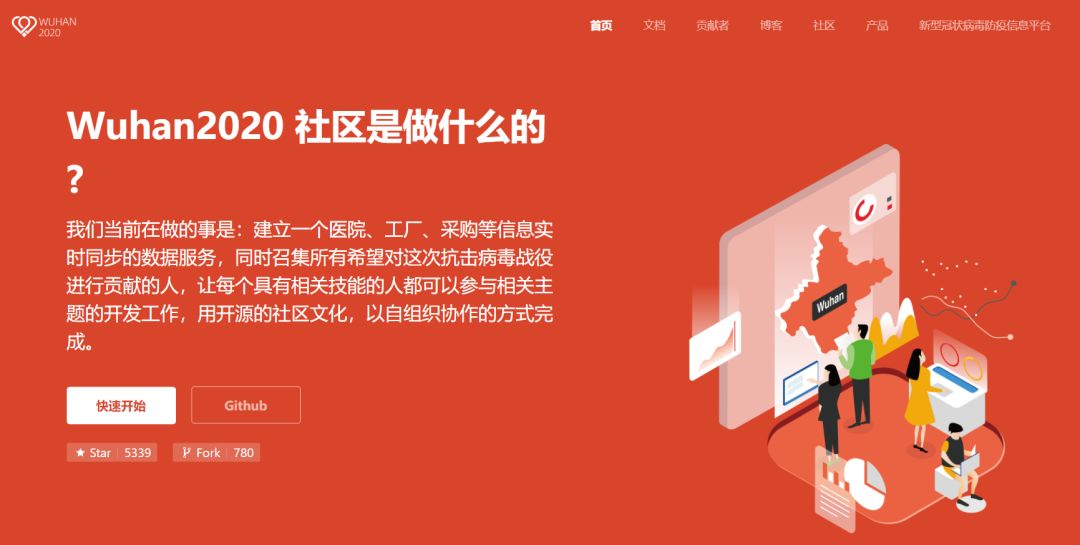 WUHAN
2020
首页 文档 贡献者 博客 社区 产品 新型冠状病毒防疫信息平台
Wuhan2020 社区是做什么的
?
我们当前在做的事是：建立一个医院、工厂、采购等信息实
时同步的数据服务，同时召集所有希望对这次抗击病毒战役
进行贡献的人，让每个具有相关技能的人都可以参与相关主
题的开发工作，用开源的社区文化，以自组织协作的方式完
成。
快速开始 Github
Star 5339 Fork 780
Wuhan